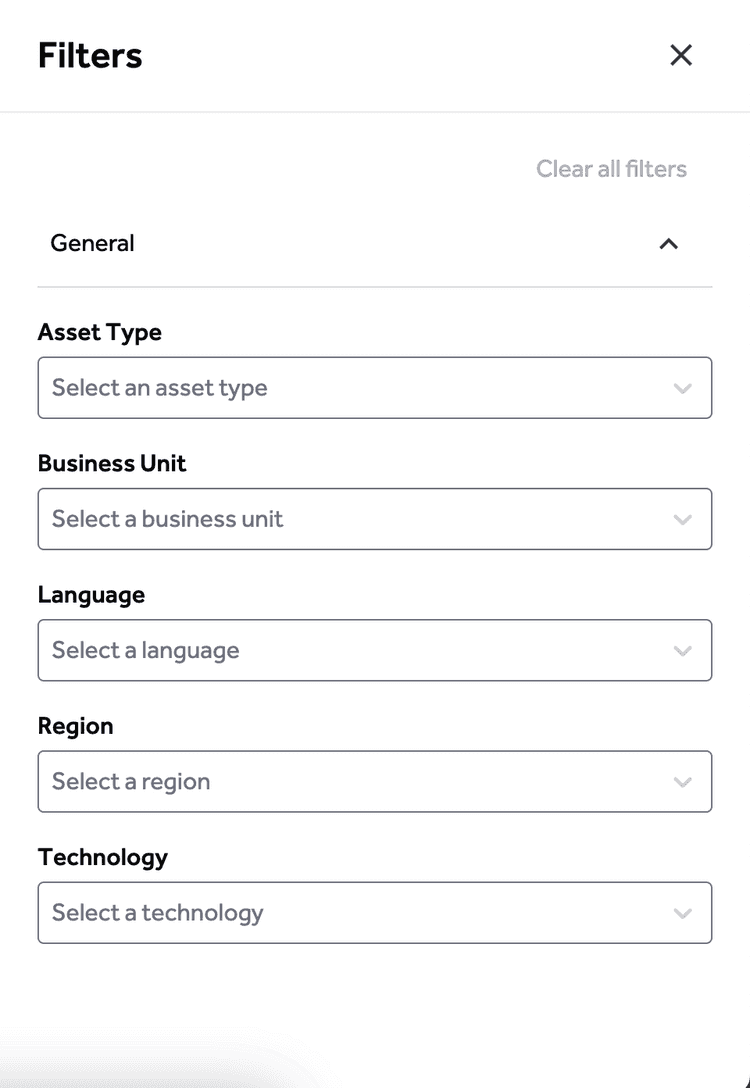 Filters
Clear all filters
General
Asset Type
Select an asset type
Business Unit
Select a business unit
Language
Select a language
Region
Select a region
Technology
Select a technology